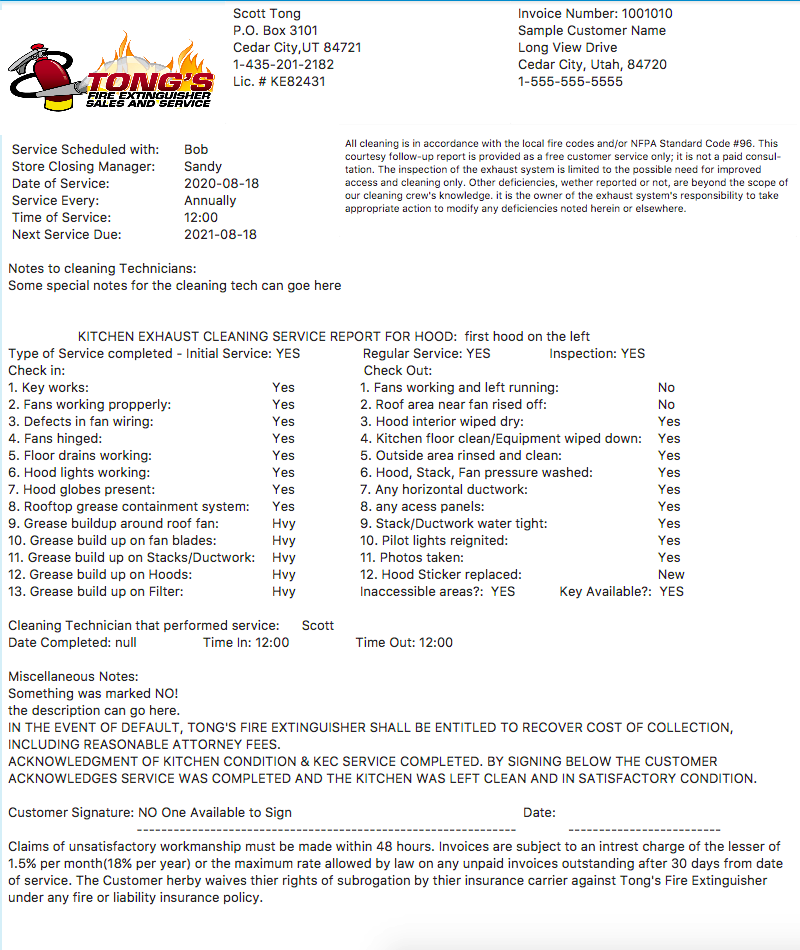 TONG'S
FIRE EXTINGUISHER
SALES AND SERVICE
Scott Tong
P.O. Box 3101
Cedar City,UT 84721
1-435-201-2182
Lic. # KE82431
Invoice Number: 1001010
Sample Customer Name
Long View Drive
Cedar City, Utah, 84720
1-555-555-5555
Service Scheduled with: Bob
Store Closing Manager: Sandy
Date of Service: 2020-08-18
Service Every: Annually
Time of Service: 12:00
Next Service Due: 2021-08-18
All cleaning is in accordance with the local fire codes and/or NFPA Standard Code #96. This
courtesy follow-up report is provided as a free customer service only; it is not a paid consul-
tation. The inspection of the exhaust system is limited to the possible need for improved
access and cleaning only. Other deficiencies, wether reported or not, are beyond the scope of
our cleaning crew's knowledge. it is the owner of the exhaust system's responsibility to take
appropriate action to modify any deficiencies noted herein or elsewhere.
Notes to cleaning Technicians:
Some special notes for the cleaning tech can goe here
KITCHEN EXHAUST CLEANING SERVICE REPORT FOR HOOD: first hood on the left
Type of Service completed - Initial Service: YES Regular Service: YES Inspection: YES
Check in: Check Out:
1. Key works: Yes 1. Fans working and left running: No
2. Fans working propperly: Yes 2. Roof area near fan rised off: No
3. Defects in fan wiring: Yes 3. Hood interior wiped dry: Yes
4. Fans hinged: Yes 4. Kitchen floor clean/Equipment wiped down: Yes
5. Floor drains working: Yes 5. Outside area rinsed and clean: Yes
6. Hood lights working: Yes 6. Hood, Stack, Fan pressure washed: Yes
7. Hood globes present: Yes 7. Any horizontal ductwork: Yes
8. Rooftop grease containment system: Yes 8. any acess panels: Yes
9. Grease buildup around roof fan: Hvy 9. Stack/Ductwork water tight: Yes
10. Grease build up on fan blades: Hvy 10. Pilot lights reignited: Yes
11. Grease build up on Stacks/Ductwork: Hvy 11. Photos taken: Yes
12. Grease build up on Hoods: Hvy 12. Hood Sticker replaced: New
13. Grease build up on Filter: Hvy Inaccessible areas?: YES Key Available?: YES
Cleaning Technician that performed service: Scott
Date Completed: null Time In: 12:00 Time Out: 12:00
Miscellaneous Notes:
Something was marked NO!
the description can go here.
IN THE EVENT OF DEFAULT, TONG'S FIRE EXTINGUISHER SHALL BE ENTITLED TO RECOVER COST OF COLLECTION,
INCLUDING REASONABLE ATTORNEY FEES.
ACKNOWLEDGMENT OF KITCHEN CONDITION & KEC SERVICE COMPLETED. BY SIGNING BELOW THE CUSTOMER
ACKNOWLEDGES SERVICE WAS COMPLETED AND THE KITCHEN WAS LEFT CLEAN AND IN SATISFACTORY CONDITION.
Customer Signature: NO One Available to Sign Date:
Claims of unsatisfactory workmanship must be made within 48 hours. Invoices are subject to an intrest charge of the lesser of
1.5% per month(18% per year) or the maximum rate allowed by law on any unpaid invoices outstanding after 30 days from date
of service. The Customer herby waives thier rights of subrogation by thier insurance carrier against Tong's Fire Extinguisher
under any fire or liability insurance policy.